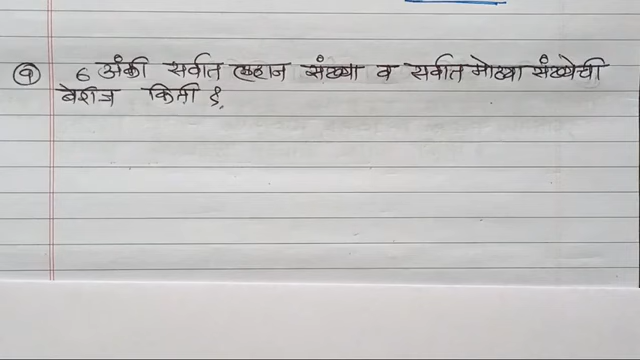 १ 6 अंकी सर्वात लहान संख्या व सर्वात मोठ्या संख्येची
बेरीज किती ?